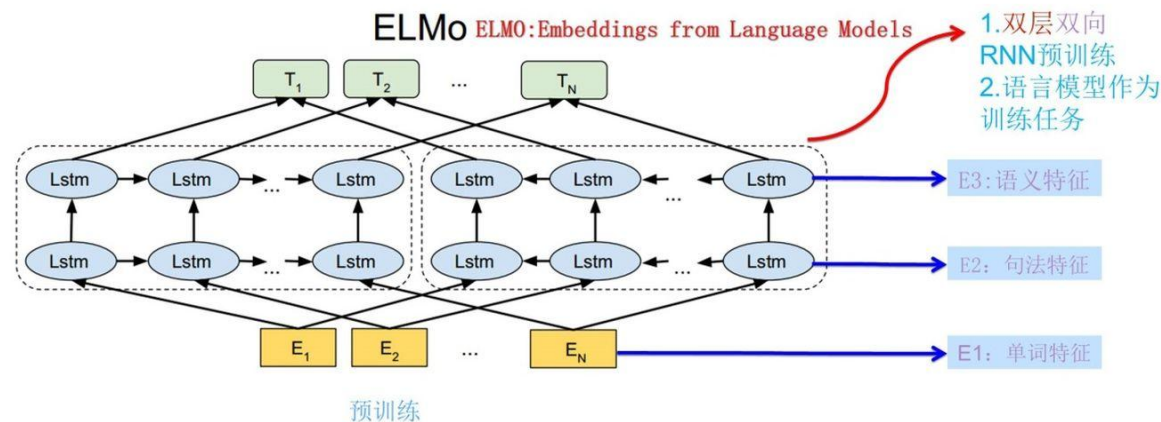 ELMo ELMO:Embeddings from Language Models
1.双层双向
RNN预训练
2.语言模型作为
训练任务
T1 T2 ... TN
Lstm Lstm ... Lstm Lstm Lstm ... Lstm
E3:语义特征
Lstm Lstm ... Lstm Lstm Lstm ... Lstm
E2：句法特征
E1 E2 ... EN
E1：单词特征
预训练